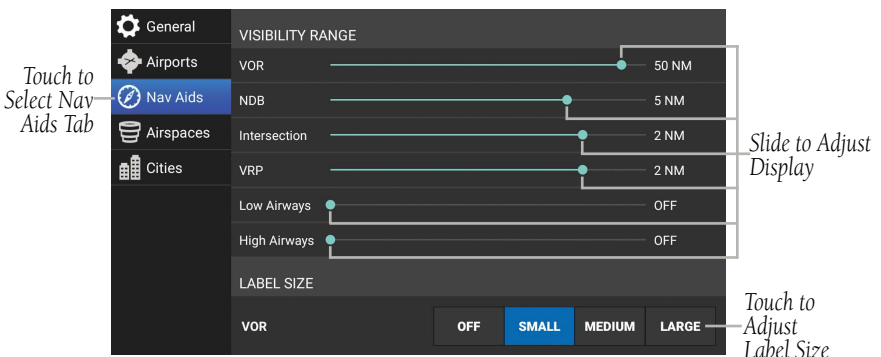 General
Airports
Nav Aids
Airspaces
Cities
Touch to
Select Nav
Aids Tab
VISIBILITY RANGE
VOR 50 NM
NDB 5 NM
Intersection 2 NM
VRP 2 NM
Low Airways OFF
High Airways OFF
LABEL SIZE
VOR OFF SMALL MEDIUM LARGE
Slide to Adjust
Display
Touch to
Adjust
Label Size